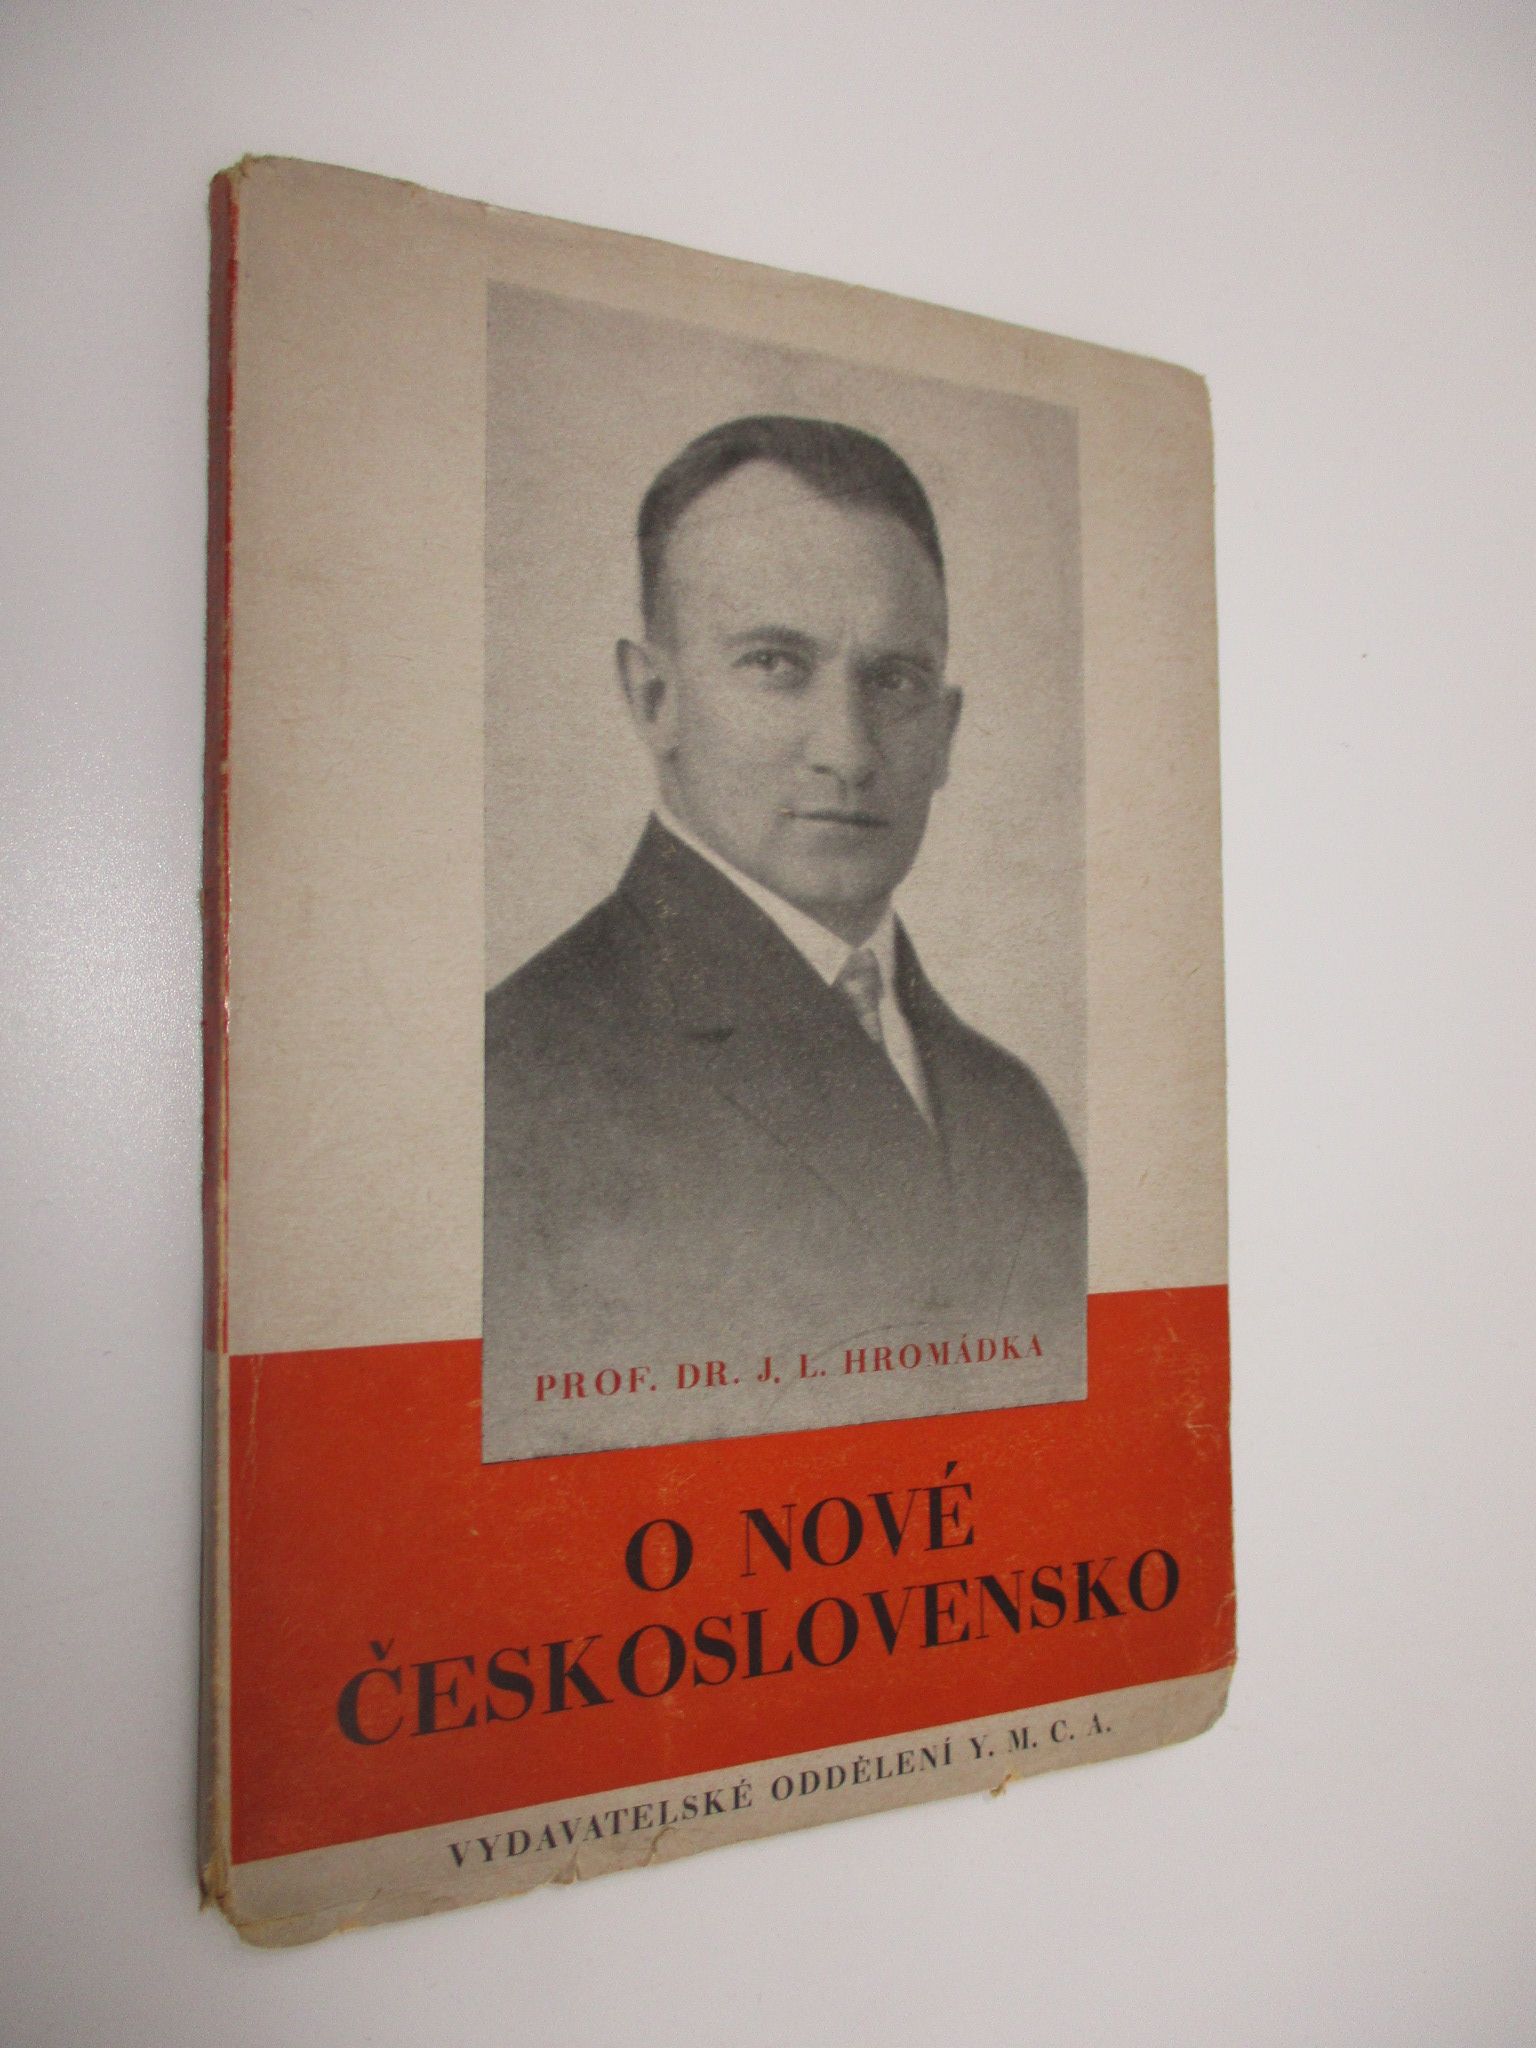 PROF. DR. J. L. HROMÁDKA
O NOVÉ
ČESKOSLOVENSKO
VYDAVATELSKÉ ODDĚLENÍ Y. M. C. A.